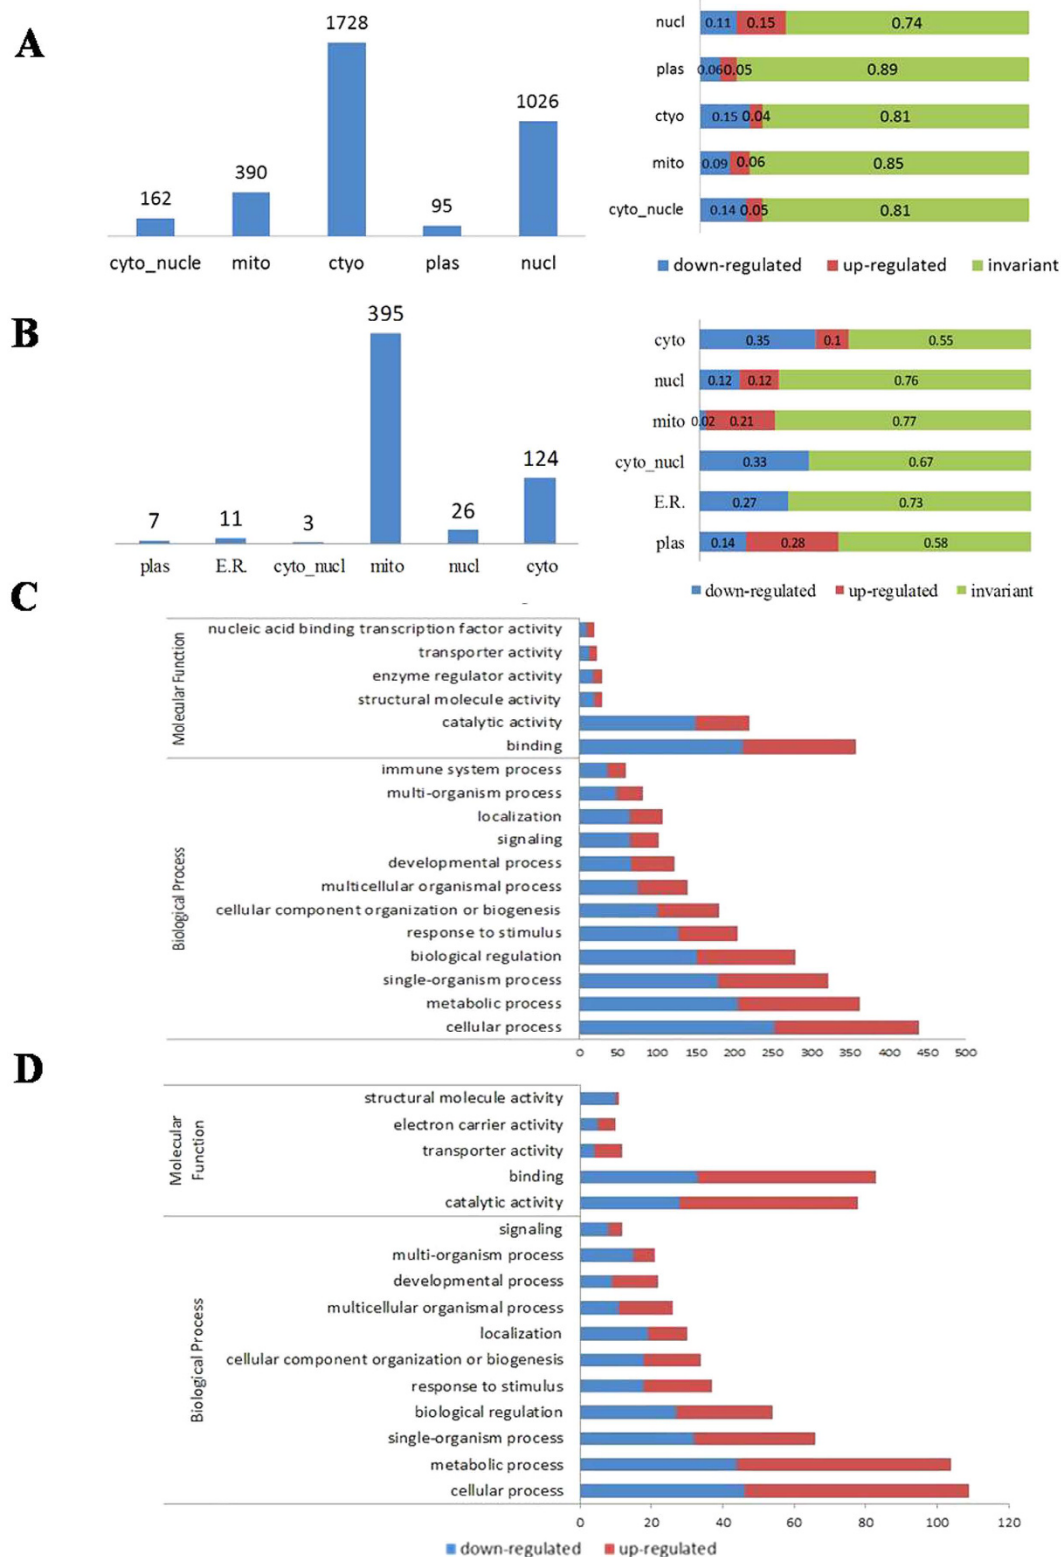 A
1728
1026
390
162
95
cyto_nucle mito ctyo plas nucl
nucl 0.11 0.15 0.74
plas 0.06 0.05 0.89
ctyo 0.15 0.04 0.81
mito 0.09 0.06 0.85
cyto_nucle 0.14 0.05 0.81
down-regulated up-regulated invariant
B
395
124
7 11 3 26
plas E.R. cyto_nucl mito nucl cyto
cyto 0.35 0.1 0.55
nucl 0.12 0.12 0.76
mito 0.02 0.21 0.77
cyto_nucl 0.33 0.67
E.R. 0.27 0.73
plas 0.14 0.28 0.58
down-regulated up-regulated invariant
C
Molecular Function
nucleic acid binding transcription factor activity
transporter activity
enzyme regulator activity
structural molecule activity
catalytic activity
binding
Biological Process
immune system process
multi-organism process
localization
signaling
developmental process
multicellular organismal process
cellular component organization or biogenesis
response to stimulus
biological regulation
single-organism process
metabolic process
cellular process
0 50 100 150 200 250 300 350 400 450 500
D
Molecular
Function
structural molecule activity
electron carrier activity
transporter activity
binding
catalytic activity
Biological Process
signaling
multi-organism process
developmental process
multicellular organismal process
localization
cellular component organization or biogenesis
response to stimulus
biological regulation
single-organism process
metabolic process
cellular process
0 20 40 60 80 100 120
down-regulated up-regulated